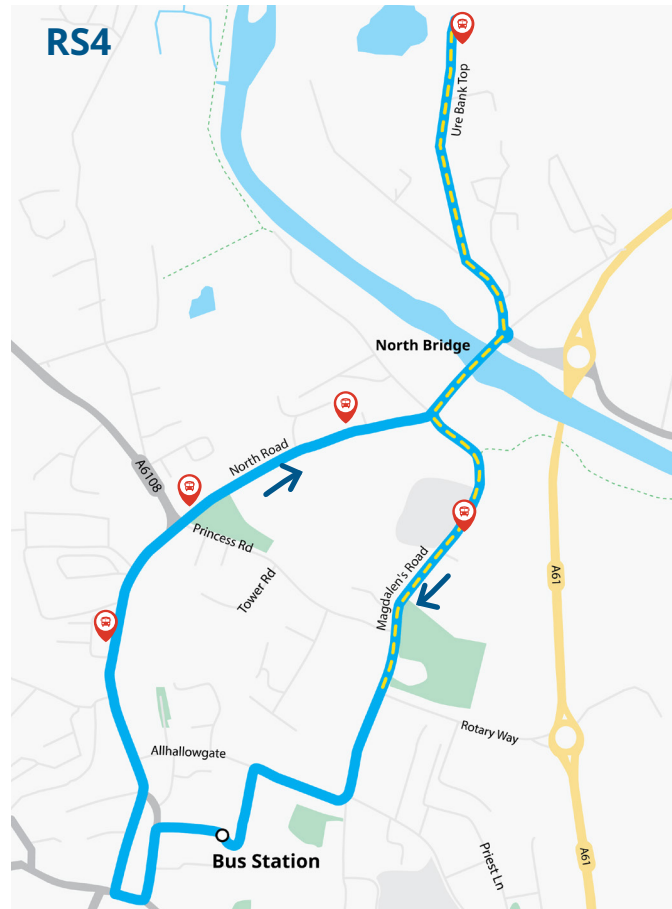 RS4
Ure Bank Top
North Bridge
North Road
A6108
Princess Rd
Tower Rd
Magdalen's Road
A61
Rotary Way
Allhallowgate
Bus Station
Priest Ln
A61